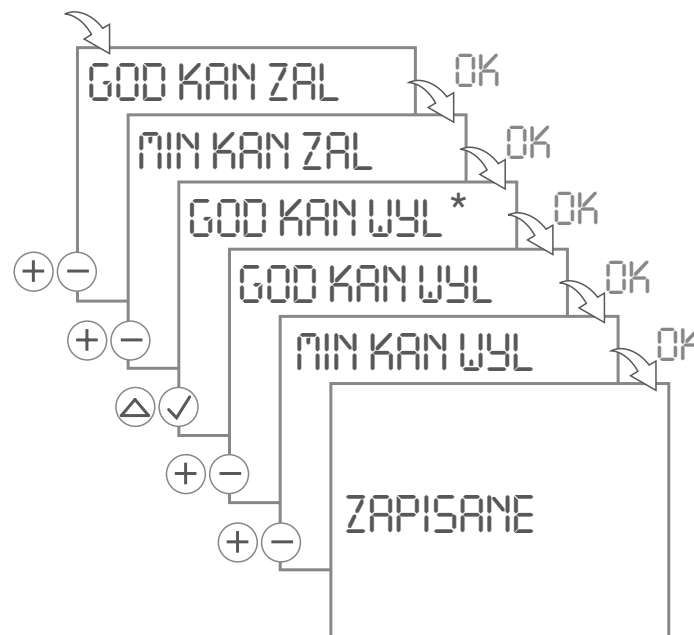 GOD KAN ZAL
OK
MIN KAN ZAL
OK
GOD KAN WYL *
OK
GOD KAN WYL
OK
MIN KAN WYL
OK
ZAPISANE